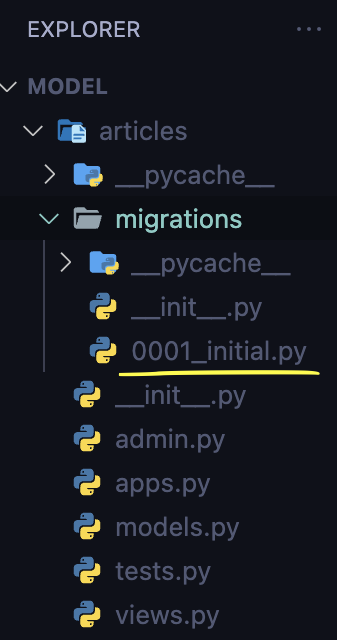 EXPLORER ...
MODEL
articles
__pycache__
migrations
__pycache__
__init__.py
0001_initial.py
__init__.py
admin.py
apps.py
models.py
tests.py
views.py